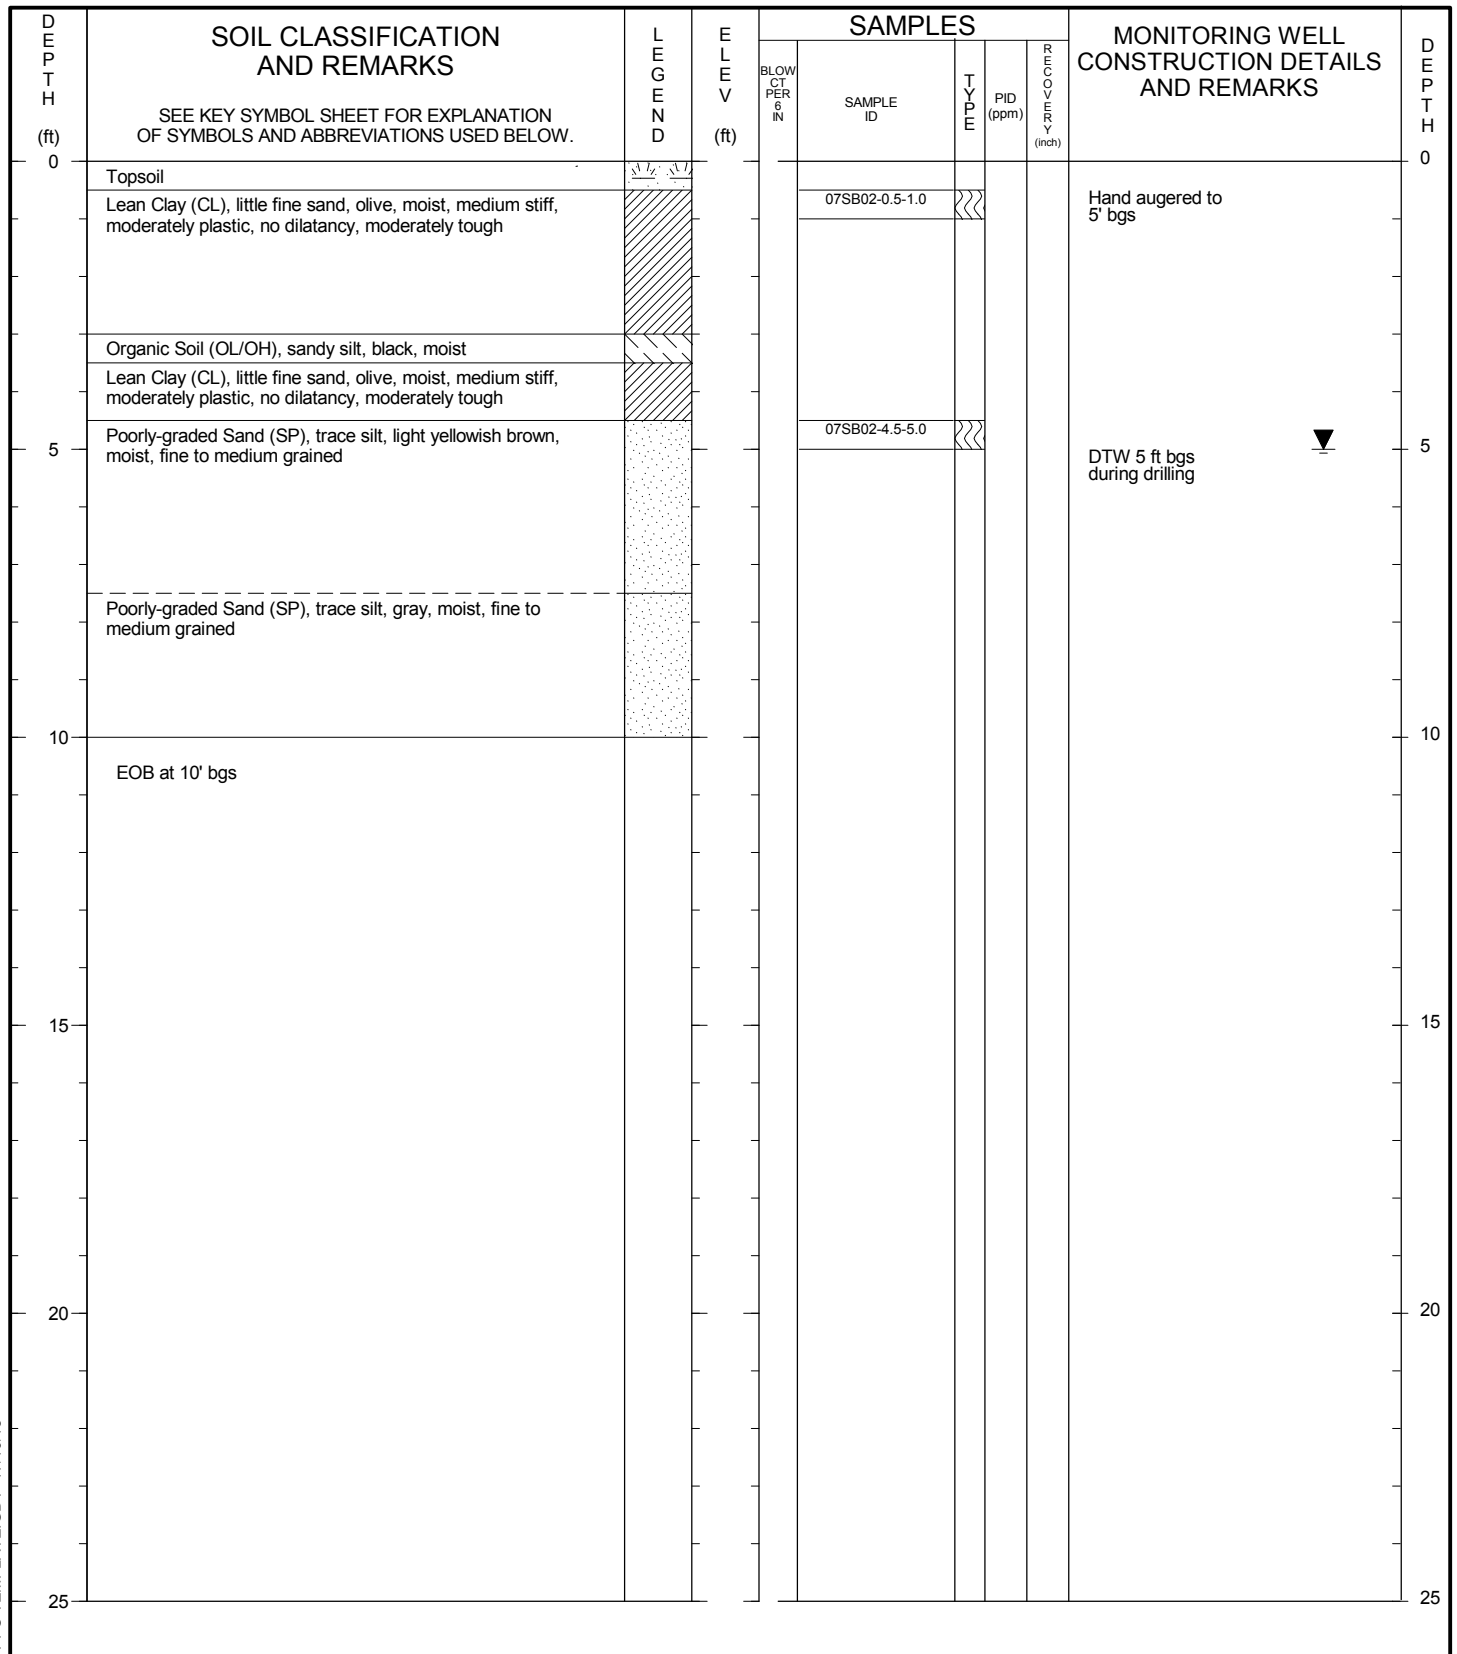 DEPTH
(ft)
SOIL CLASSIFICATION
AND REMARKS
SEE KEY SYMBOL SHEET FOR EXPLANATION
OF SYMBOLS AND ABBREVIATIONS USED BELOW.
LEGEND
ELEV
(ft)
SAMPLES
BLOW
CT
PER
6
IN
SAMPLE
ID
TYPE
PID
(ppm)
RECOVERY
(inch)
MONITORING WELL
CONSTRUCTION DETAILS
AND REMARKS
DEPTH
0
0
Topsoil
Lean Clay (CL), little fine sand, olive, moist, medium stiff,
moderately plastic, no dilatancy, moderately tough
07SB02-0.5-1.0
Hand augered to
5' bgs
Organic Soil (OL/OH), sandy silt, black, moist
Lean Clay (CL), little fine sand, olive, moist, medium stiff,
moderately plastic, no dilatancy, moderately tough
Poorly-graded Sand (SP), trace silt, light yellowish brown,
moist, fine to medium grained
07SB02-4.5-5.0
5
5
DTW 5 ft bgs
during drilling
Poorly-graded Sand (SP), trace silt, gray, moist, fine to
medium grained
10
10
EOB at 10' bgs
15
15
20
20
25
25